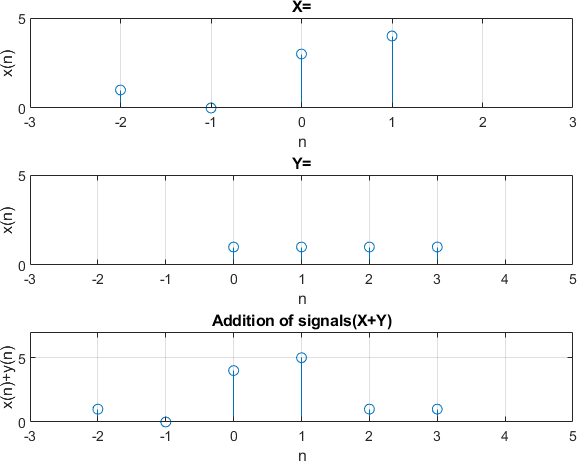 X=
5
x(n)
0
-3 -2 -1 0 1 2 3
n
Y=
5
x(n)
0
-3 -2 -1 0 1 2 3 4 5
n
Addition of signals(X+Y)
x(n)+y(n)
5
0
-3 -2 -1 0 1 2 3 4 5
n